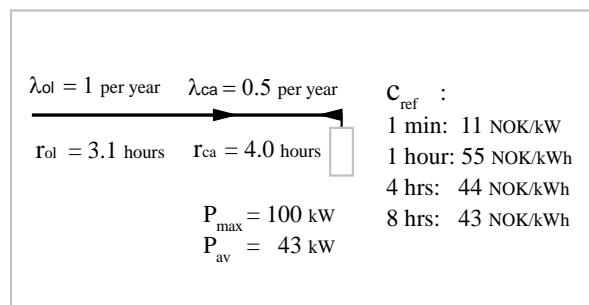 λol = 1 per year λca = 0.5 per year
rol = 3.1 hours rca = 4.0 hours
Pmax = 100 kW
Pav = 43 kW
cref :
1 min: 11 NOK/kW
1 hour: 55 NOK/kWh
4 hrs: 44 NOK/kWh
8 hrs: 43 NOK/kWh